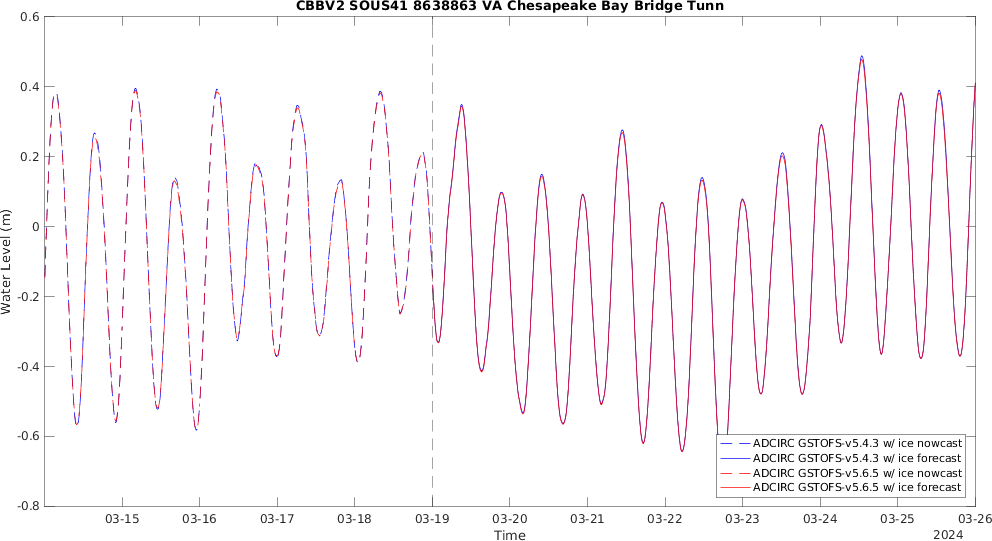 CBBV2 SOUS41 8638863 VA Chesapeake Bay Bridge Tunn
0.6
0.4
0.2
0
-0.2
-0.4
-0.6
-0.8
Water Level (m)
ADCIRC GSTOFS-v5.4.3 w/ ice nowcast
ADCIRC GSTOFS-v5.4.3 w/ ice forecast
ADCIRC GSTOFS-v5.6.5 w/ ice nowcast
ADCIRC GSTOFS-v5.6.5 w/ ice forecast
03-15 03-16 03-17 03-18 03-19 03-20 03-21 03-22 03-23 03-24 03-25 03-26
Time
2024